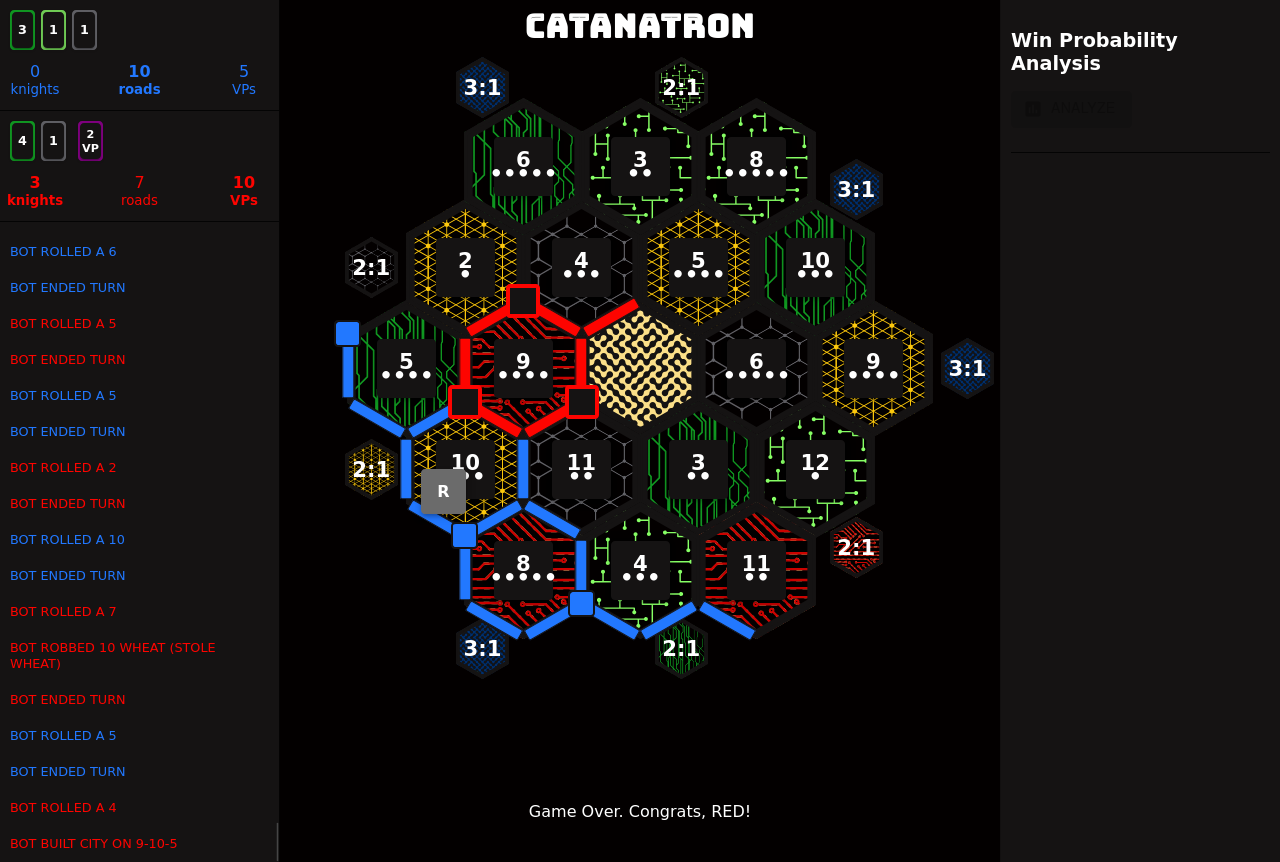 3 1 1
0 10 5
knights roads VPs
4 1 2 VP
3 7 10
knights roads VPs
BOT ROLLED A 6
BOT ENDED TURN
BOT ROLLED A 5
BOT ENDED TURN
BOT ROLLED A 5
BOT ENDED TURN
BOT ROLLED A 2
BOT ENDED TURN
BOT ROLLED A 10
BOT ENDED TURN
BOT ROLLED A 7
BOT ROBBED 10 WHEAT (STOLE
WHEAT)
BOT ENDED TURN
BOT ROLLED A 5
BOT ENDED TURN
BOT ROLLED A 4
BOT BUILT CITY ON 9-10-5
CATANATRON
3:1 2:1
6 3 8
3:1
2:1 2 4 5 10
5 9 6 9 3:1
2:1 10 11 3 12
R
8 4 11 2:1
3:1 2:1
Game Over. Congrats, RED!
Win Probability
Analysis
ANALYZE